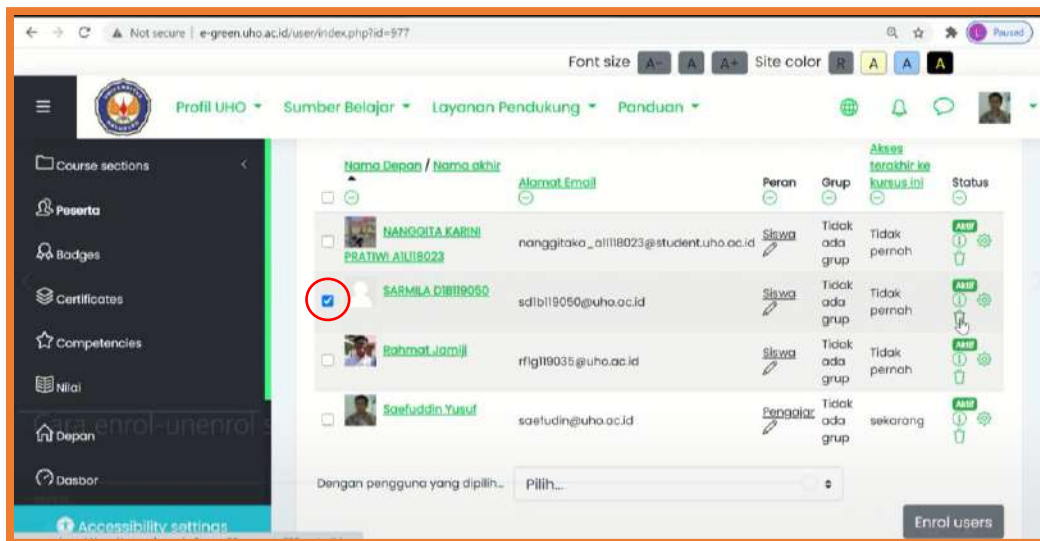 Not secure | e-green.uho.ac.id/user/index.php?id=977 Paused
Font size A- A A+ Site color R A A A
Profil UHO Sumber Belajar Layanan Pendukung Panduan
Course sections
Peserta
Badges
Certificates
Competencies
Nilai
Cara enrol-unenrol s
Depan
Dasbor
Accessibility settings
Nama Depan / Nama akhir
Alamat Email
Peran
Grup
Akses
terakhir ke
kursus ini
Status
NANGGITA KARINI
PRATIWI A1L118023
nanggitaka_a1l118023@student.uho.ac.id
Siswa
Tidak
ada
grup
Tidak
pernah
Aktif
SARMILA D1B119050
sd1b119050@uho.ac.id
Siswa
Tidak
ada
grup
Tidak
pernah
Aktif
Rahmat Jamiji
rf1g119035@uho.ac.id
Siswa
Tidak
ada
grup
Tidak
pernah
Aktif
Saefuddin Yusuf
saefudin@uho.ac.id
Pengajar
Tidak
ada
grup
sekarang
Aktif
Dengan pengguna yang dipilih... Pilih...
Enrol users